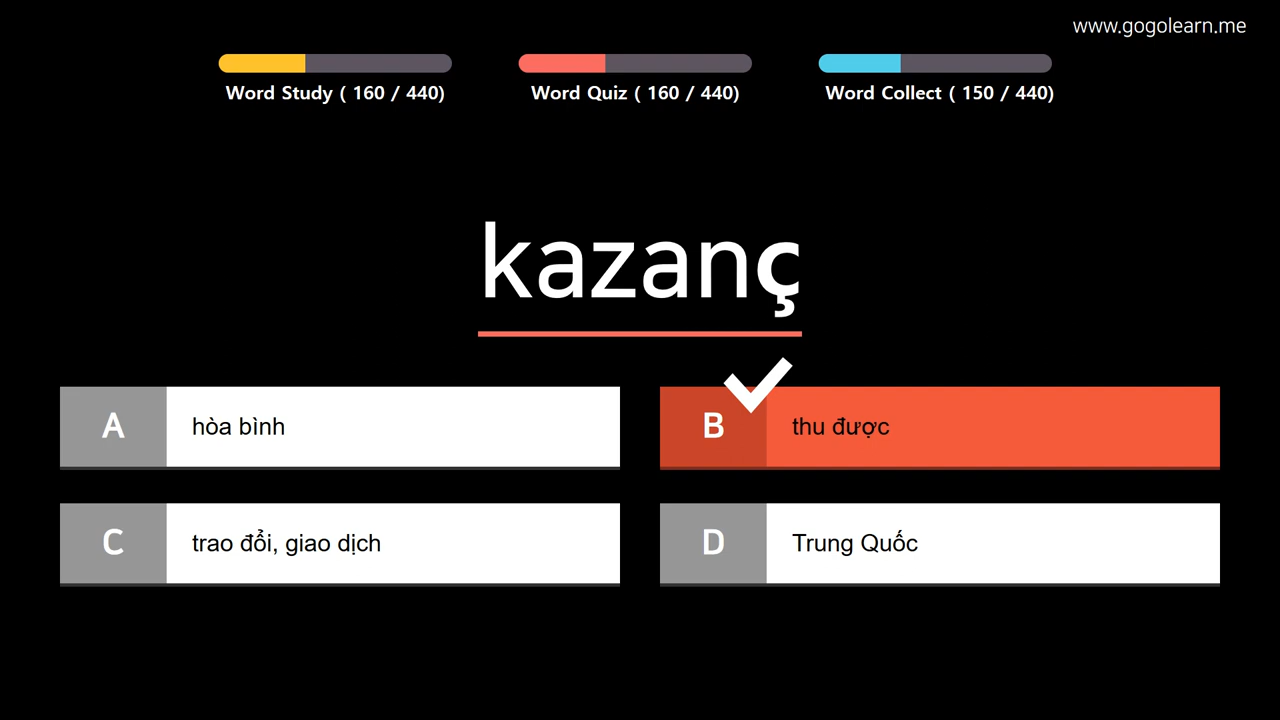 www.gogolearn.me
Word Study ( 160 / 440)
Word Quiz ( 160 / 440)
Word Collect ( 150 / 440)
kazanç
A
hòa bình
B
thu được
C
trao đổi, giao dịch
D
Trung Quốc